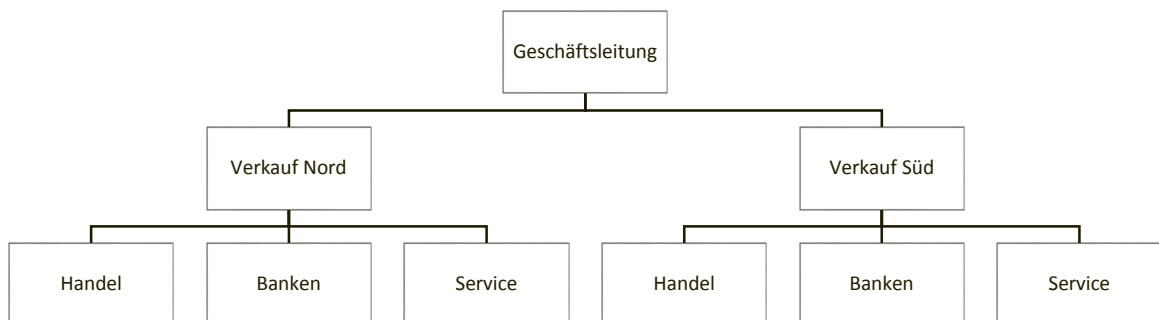 Geschäftsleitung
Verkauf Nord
Verkauf Süd
Handel
Banken
Service
Handel
Banken
Service